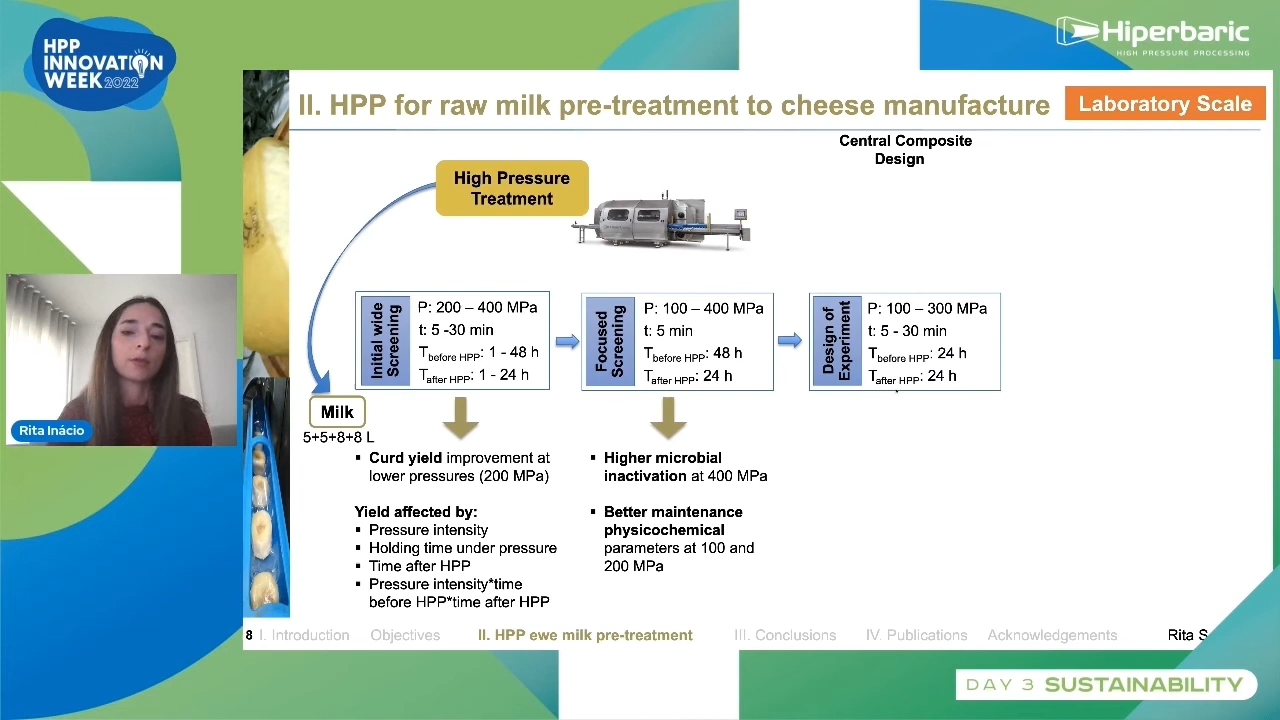 HPP
INNOVATION
WEEK 2022
Hiperbaric
HIGH PRESSURE PROCESSING
II. HPP for raw milk pre-treatment to cheese manufacture
Laboratory Scale
Central Composite
Design
High Pressure
Treatment
Initial wide
Screening
P: 200 – 400 MPa
t: 5 -30 min
Tbefore HPP: 1 - 48 h
Tafter HPP: 1 - 24 h
Focused
Screening
P: 100 – 400 MPa
t: 5 min
Tbefore HPP: 48 h
Tafter HPP: 24 h
Design of
Experiment
P: 100 – 300 MPa
t: 5 - 30 min
Tbefore HPP: 24 h
Tafter HPP: 24 h
Milk
5+5+8+8 L
Rita Inácio
▪ Curd yield improvement at
lower pressures (200 MPa)
Yield affected by:
▪ Pressure intensity
▪ Holding time under pressure
▪ Time after HPP
▪ Pressure intensity*time
before HPP*time after HPP
▪ Higher microbial
inactivation at 400 MPa
▪ Better maintenance
physicochemical
parameters at 100 and
200 MPa
8 I. Introduction Objectives II. HPP ewe milk pre-treatment III. Conclusions IV. Publications Acknowledgements Rita S
DAY 3 SUSTAINABILITY